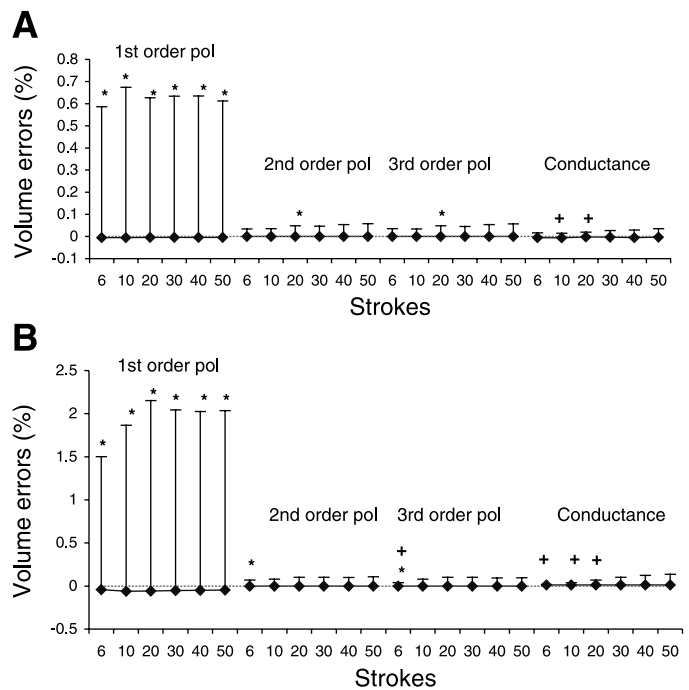 A
1st order pol
0.8
0.7
0.6
0.5
0.4
0.3
0.2
0.1
0
-0.1
Volume errors (%)
* * * * * *
2nd order pol 3rd order pol Conductance
* * + +
6 10 20 30 40 50 6 10 20 30 40 50 6 10 20 30 40 50 6 10 20 30 40 50
Strokes
B
1st order pol
2.5
2
1.5
1
0.5
0
-0.5
Volume errors (%)
* * * * * *
2nd order pol 3rd order pol Conductance
* + * + + +
6 10 20 30 40 50 6 10 20 30 40 50 6 10 20 30 40 50 6 10 20 30 40 50
Strokes